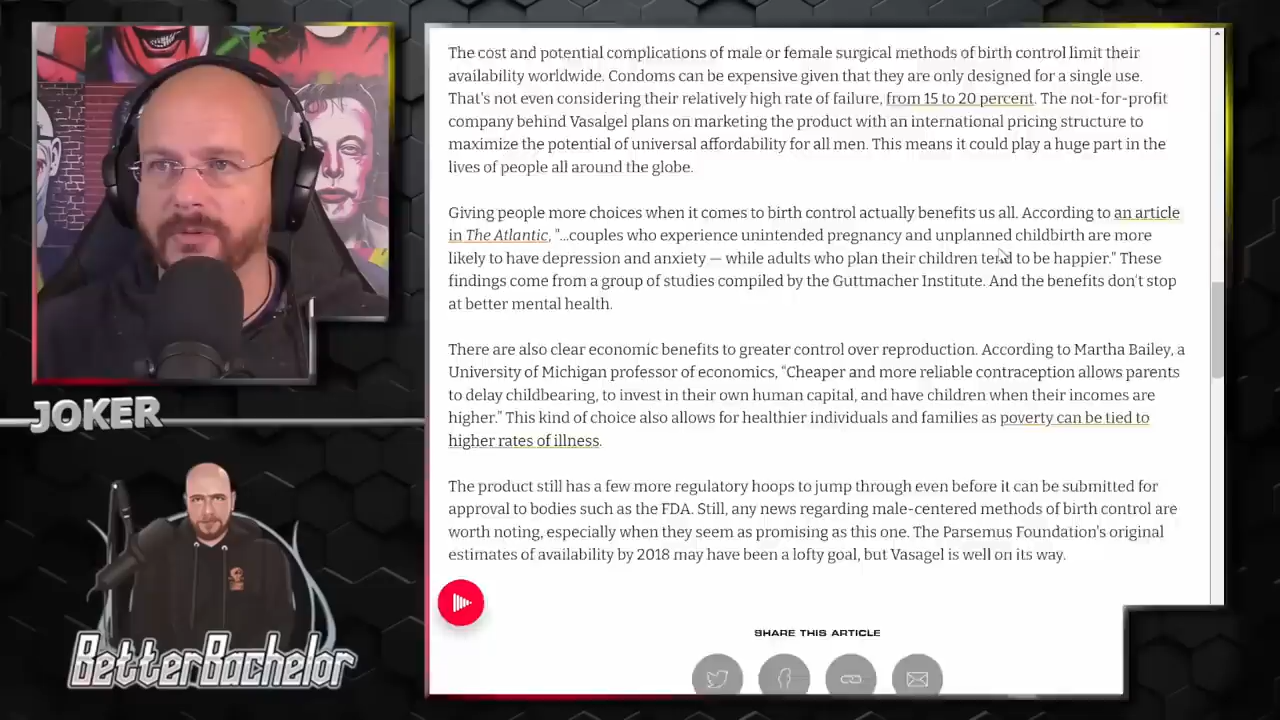 The cost and potential complications of male or female surgical methods of birth control limit their
availability worldwide. Condoms can be expensive given that they are only designed for a single use.
That's not even considering their relatively high rate of failure, from 15 to 20 percent. The not-for-profit
company behind Vasalgel plans on marketing the product with an international pricing structure to
maximize the potential of universal affordability for all men. This means it could play a huge part in the
lives of people all around the globe.
Giving people more choices when it comes to birth control actually benefits us all. According to an article
in The Atlantic, "...couples who experience unintended pregnancy and unplanned childbirth are more
likely to have depression and anxiety — while adults who plan their children tend to be happier." These
findings come from a group of studies compiled by the Guttmacher Institute. And the benefits don't stop
at better mental health.
There are also clear economic benefits to greater control over reproduction. According to Martha Bailey, a
University of Michigan professor of economics, “Cheaper and more reliable contraception allows parents
to delay childbearing, to invest in their own human capital, and have children when their incomes are
higher.” This kind of choice also allows for healthier individuals and families as poverty can be tied to
higher rates of illness.
The product still has a few more regulatory hoops to jump through even before it can be submitted for
approval to bodies such as the FDA. Still, any news regarding male-centered methods of birth control are
worth noting, especially when they seem as promising as this one. The Parsemus Foundation's original
estimates of availability by 2018 may have been a lofty goal, but Vasagel is well on its way.
SHARE THIS ARTICLE
JOKER
BetterBachelor